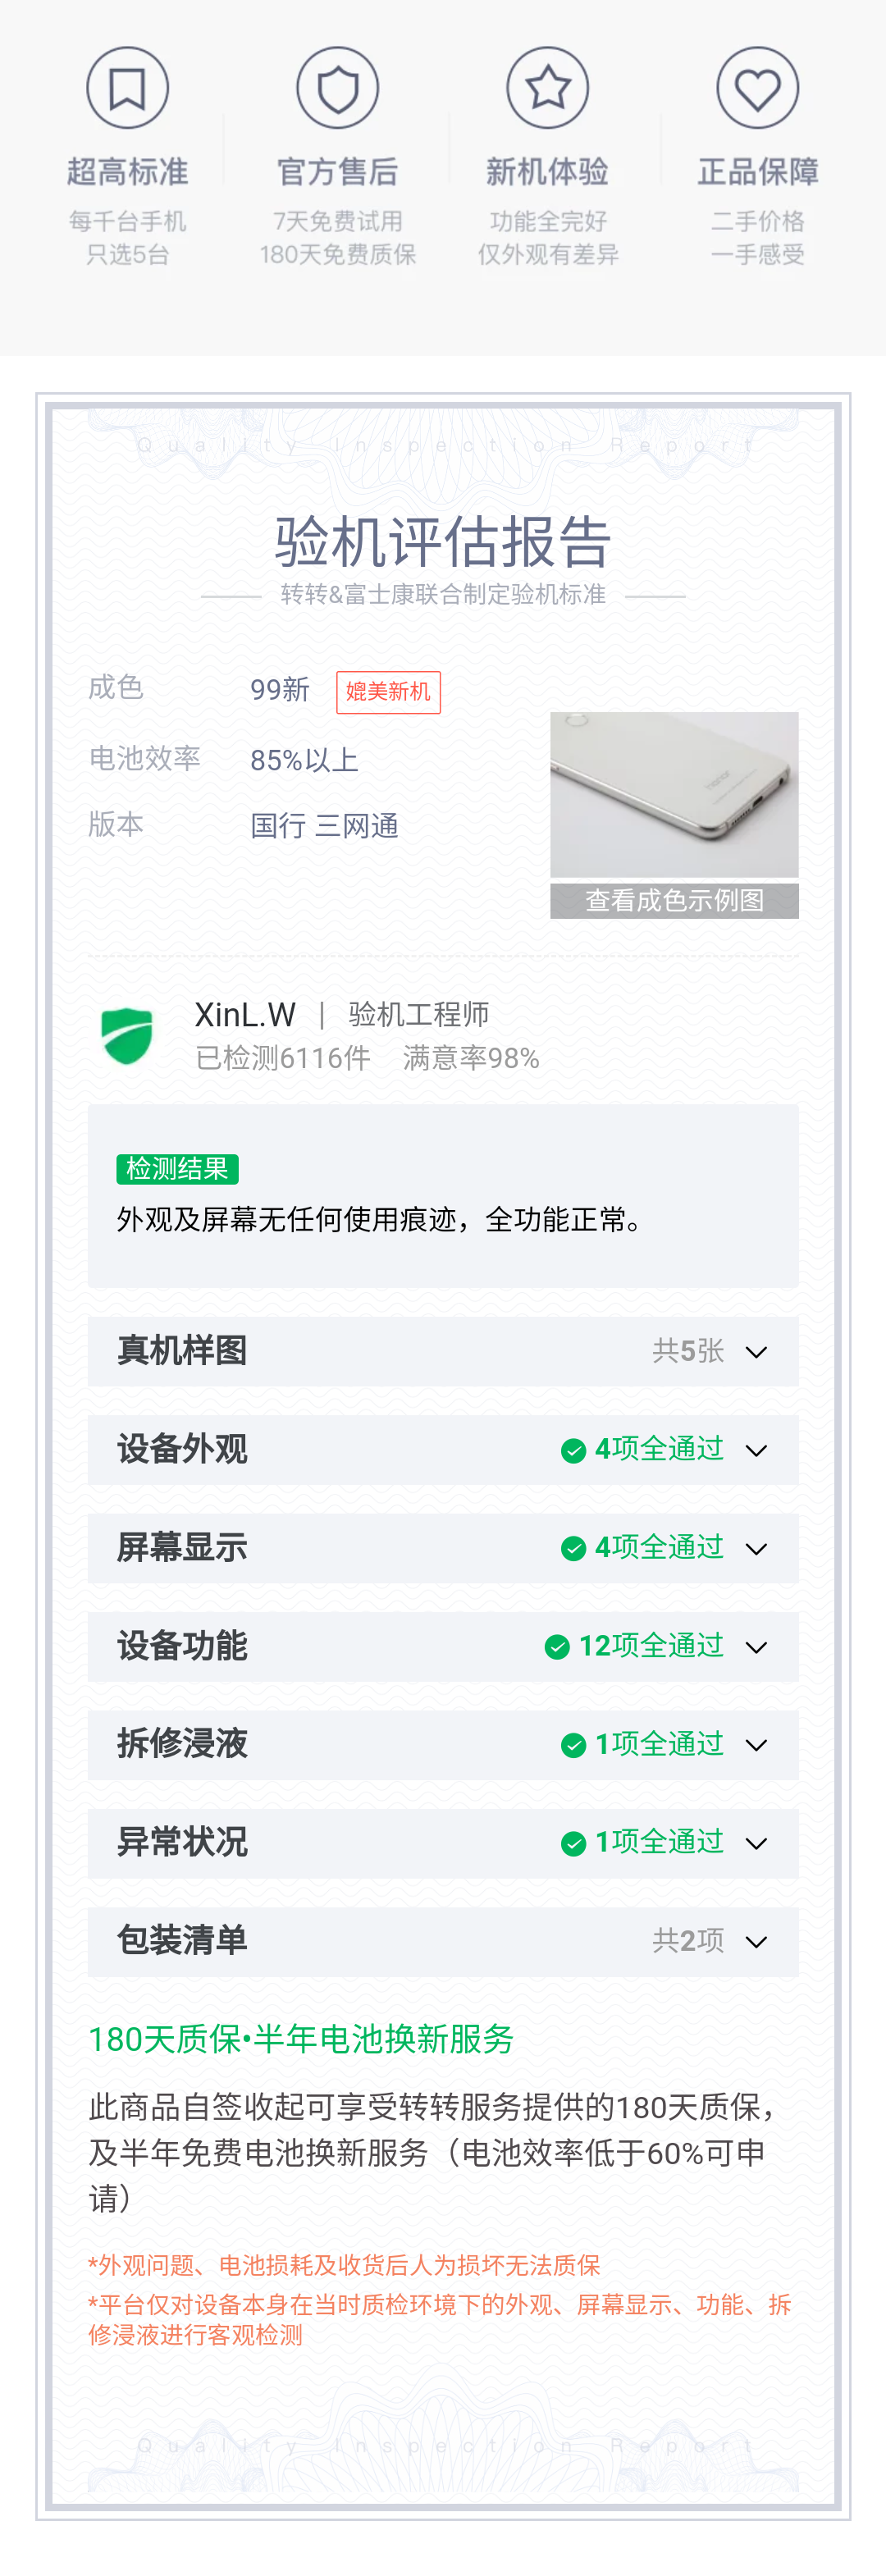 超高标准
官方售后
新机体验
正品保障
每千台手机
只选5台
7天免费试用
180天免费质保
功能全完好
仅外观有差异
二手价格
一手感受
Quality Inspection Report
验机评估报告
转转&富士康联合制定验机标准
成色 99新 媲美新机
电池效率 85%以上
版本 国行 三网通
honor
查看成色示例图
XinL.W | 验机工程师
已检测6116件 满意率98%
检测结果
外观及屏幕无任何使用痕迹，全功能正常。
真机样图 共5张
设备外观 4项全通过
屏幕显示 4项全通过
设备功能 12项全通过
拆修浸液 1项全通过
异常状况 1项全通过
包装清单 共2项
180天质保•半年电池换新服务
此商品自签收起可享受转转服务提供的180天质保，
及半年免费电池换新服务（电池效率低于60%可申
请）
*外观问题、电池损耗及收货后人为损坏无法质保
*平台仅对设备本身在当时质检环境下的外观、屏幕显示、功能、拆
修浸液进行客观检测
Quality Inspection Report